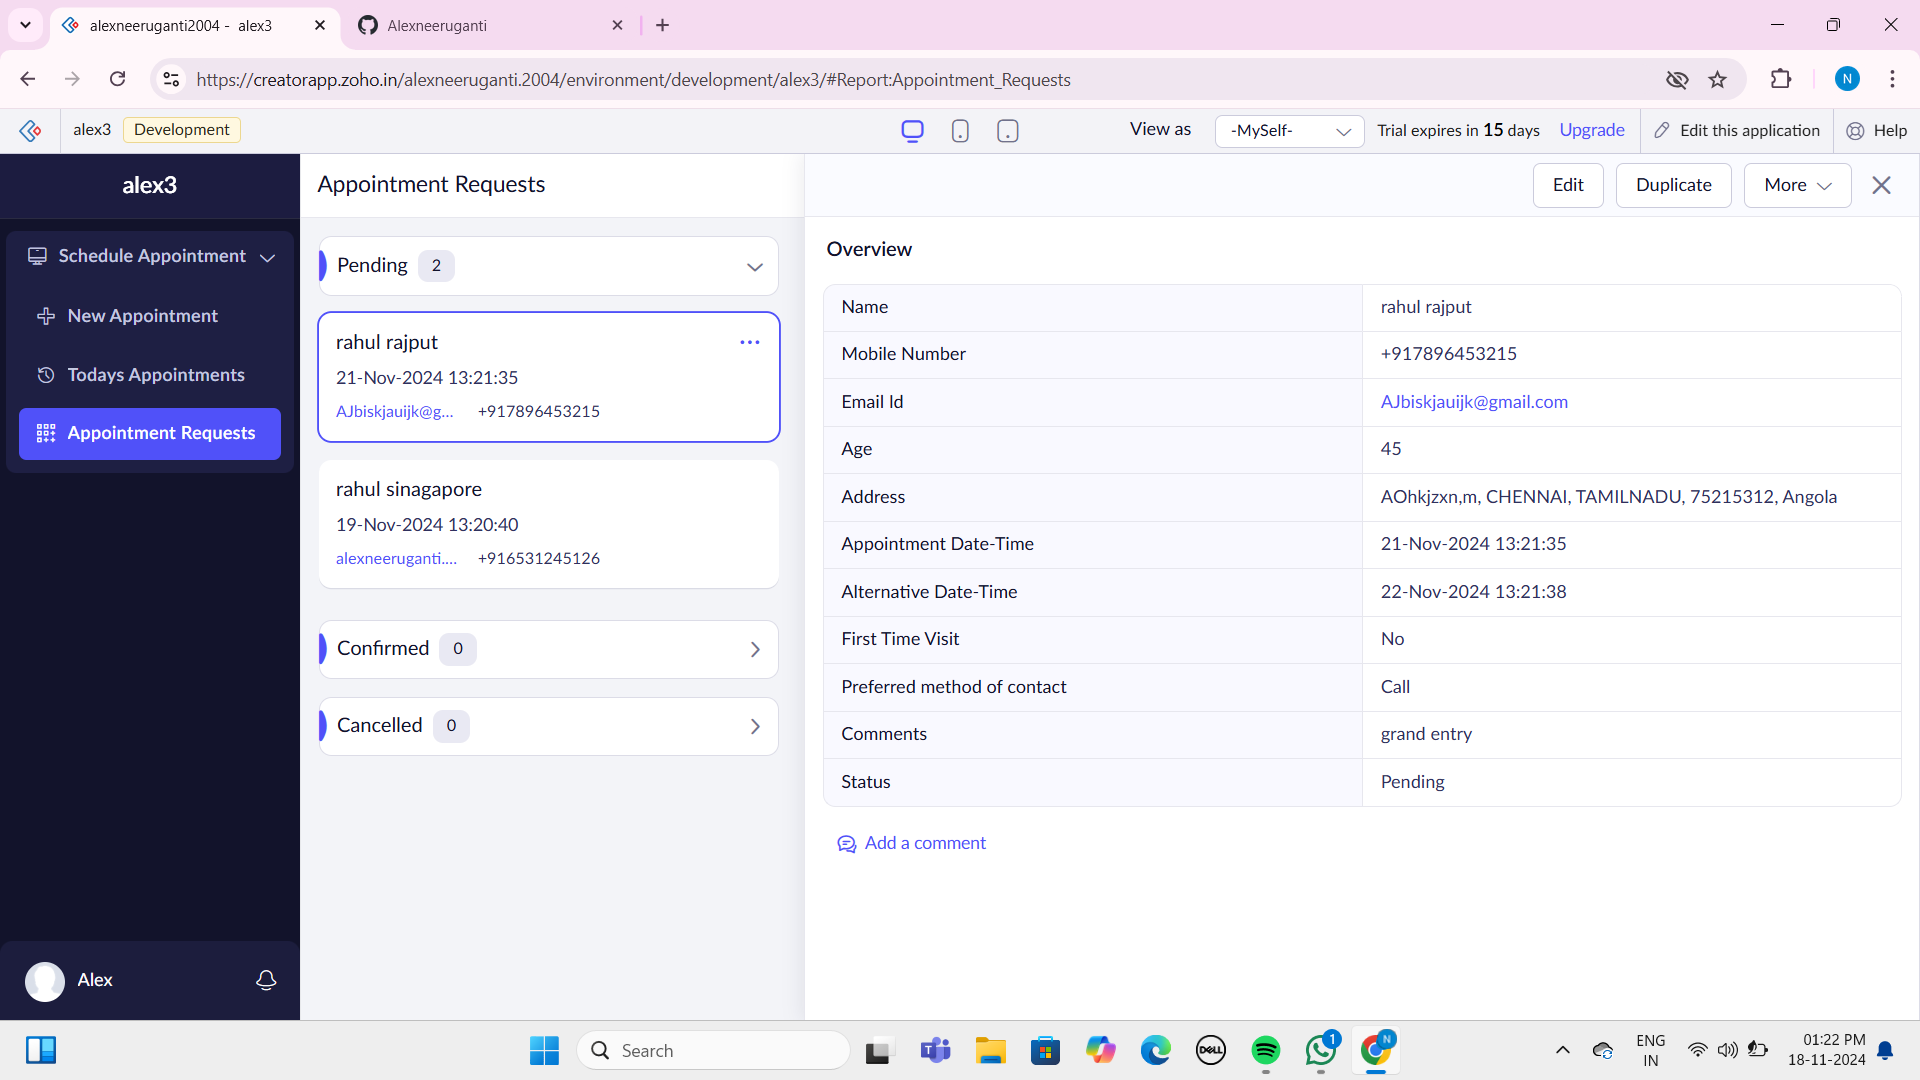 alexneeruganti2004 - alex3
Alexneeruganti
https://creatorapp.zoho.in/alexneeruganti.2004/environment/development/alex3/#Report:Appointment_Requests
N
alex3 Development
View as -MySelf- Trial expires in 15 days Upgrade Edit this application Help
alex3
Schedule Appointment
New Appointment
Todays Appointments
Appointment Requests
Alex
Appointment Requests
Pending 2
rahul rajput
21-Nov-2024 13:21:35
AJbiskjauijk@g... +917896453215
rahul sinagapore
19-Nov-2024 13:20:40
alexneeruganti.... +916531245126
Confirmed 0
Cancelled 0
Edit Duplicate More
Overview
Name rahul rajput
Mobile Number +917896453215
Email Id AJbiskjauijk@gmail.com
Age 45
Address AOhkjzxn,m, CHENNAI, TAMILNADU, 75215312, Angola
Appointment Date-Time 21-Nov-2024 13:21:35
Alternative Date-Time 22-Nov-2024 13:21:38
First Time Visit No
Preferred method of contact Call
Comments grand entry
Status Pending
Add a comment
Search
DELL
1
N
ENG
IN
01:22 PM
18-11-2024